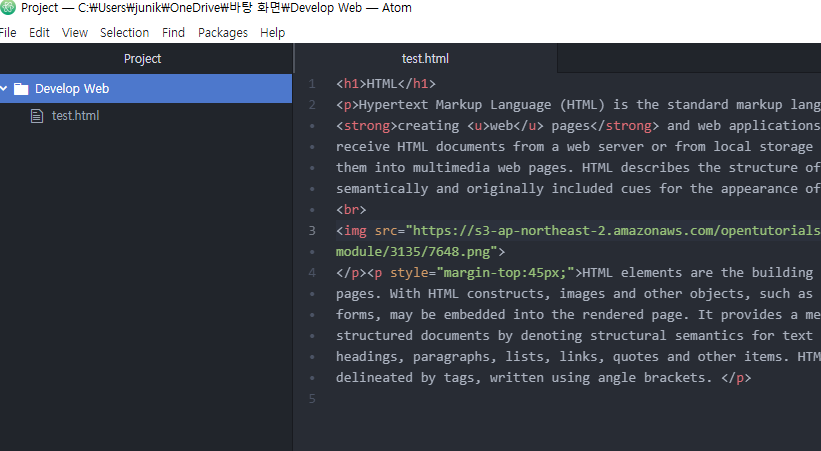 Project — C:₩Users₩junik₩OneDrive₩바탕 화면₩Develop Web — Atom
File Edit View Selection Find Packages Help
Project
test.html
Develop Web
test.html
1 <h1>HTML</h1>
2 <p>Hypertext Markup Language (HTML) is the standard markup lang
• <strong>creating <u>web</u> pages</strong> and web applications
• receive HTML documents from a web server or from local storage
• them into multimedia web pages. HTML describes the structure of
• semantically and originally included cues for the appearance of
• <br>
3 <img src="https://s3-ap-northeast-2.amazonaws.com/opentutorials
• module/3135/7648.png">
4 </p><p style="margin-top:45px;">HTML elements are the building
• pages. With HTML constructs, images and other objects, such as
• forms, may be embedded into the rendered page. It provides a me
• structured documents by denoting structural semantics for text
• headings, paragraphs, lists, links, quotes and other items. HTM
• delineated by tags, written using angle brackets. </p>
5